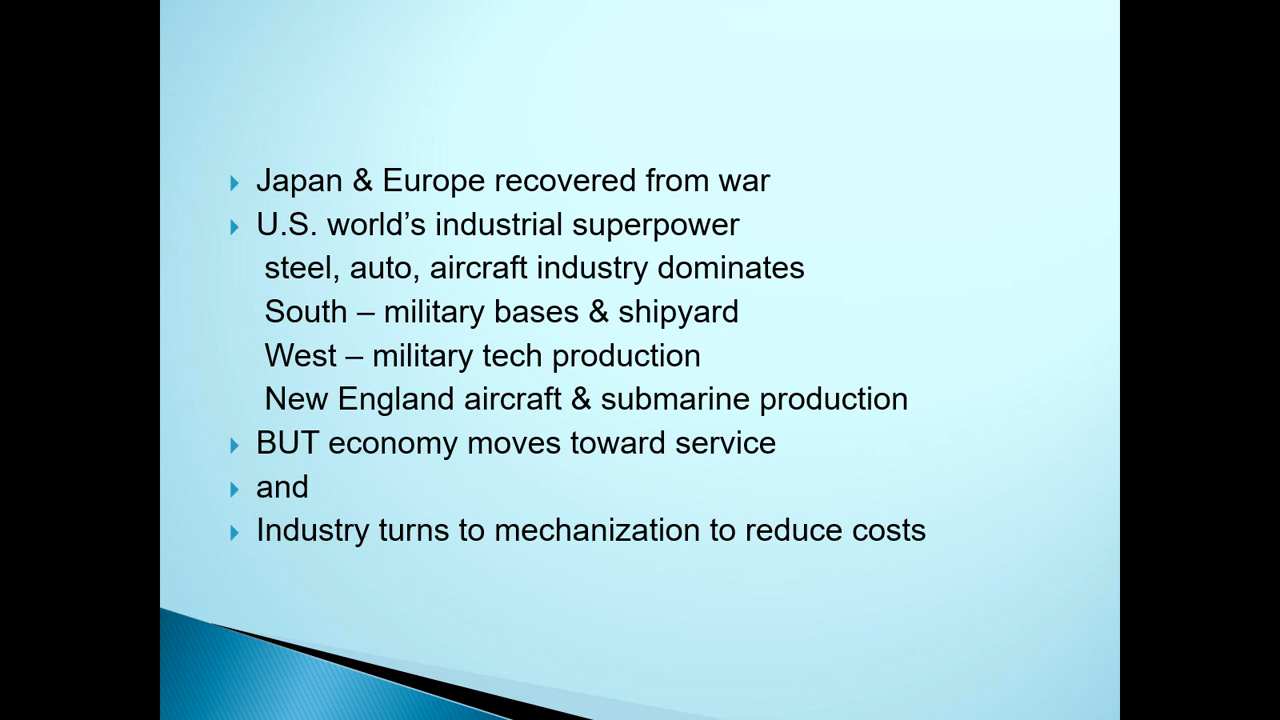 Japan & Europe recovered from war
U.S. world’s industrial superpower
steel, auto, aircraft industry dominates
South – military bases & shipyard
West – military tech production
New England aircraft & submarine production
BUT economy moves toward service
and
Industry turns to mechanization to reduce costs